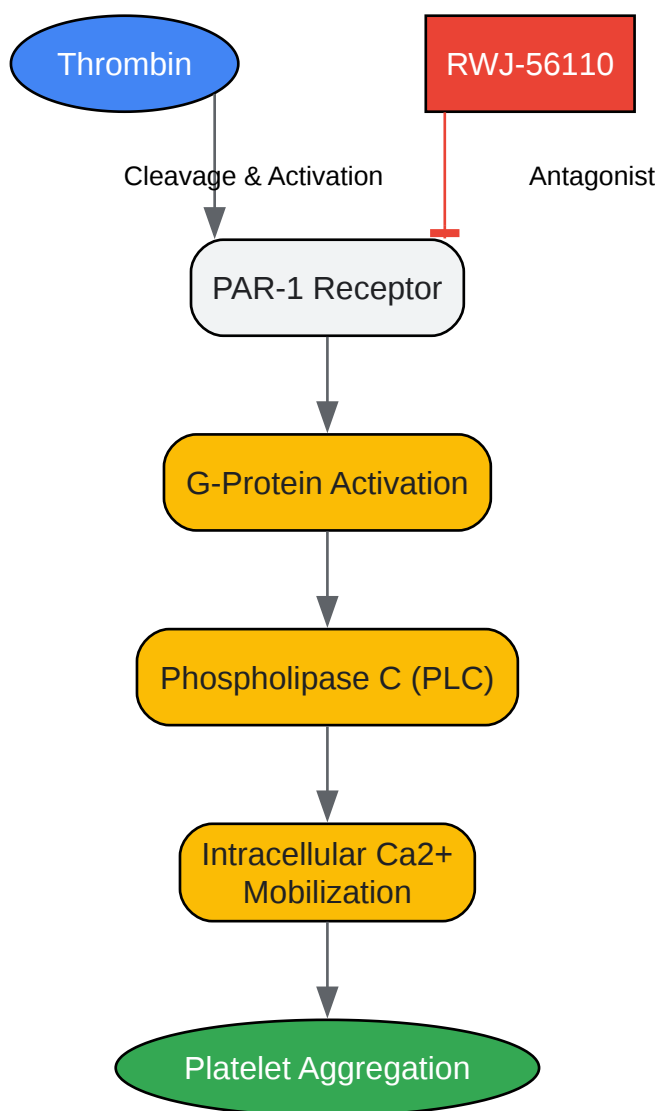 Thrombin
RWJ-56110
Cleavage & Activation
Antagonist
PAR-1 Receptor
G-Protein Activation
Phospholipase C (PLC)
Intracellular Ca2+
Mobilization
Platelet Aggregation